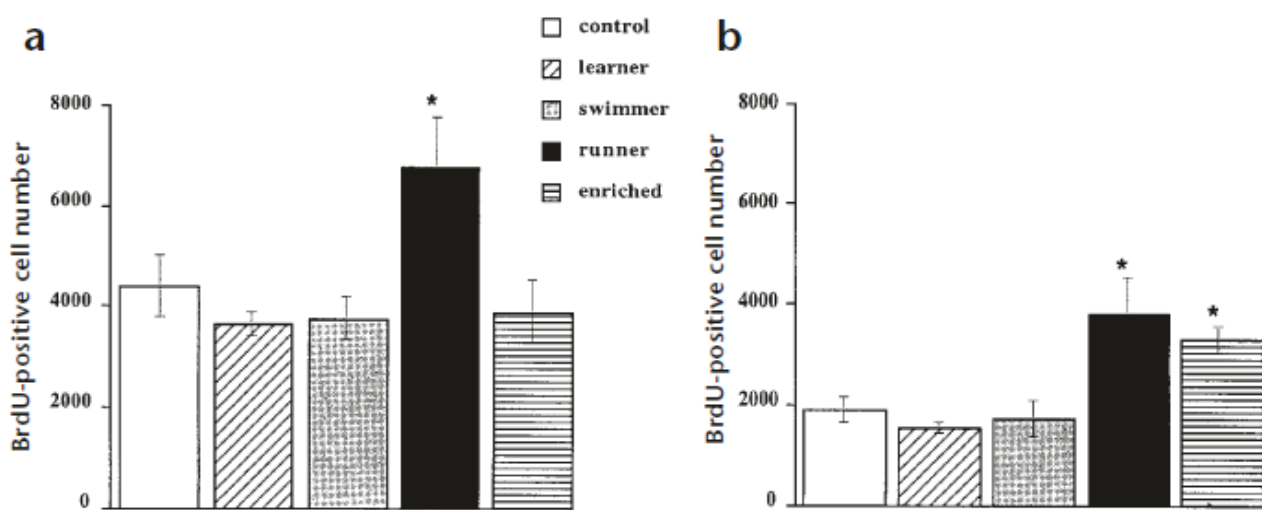 a
control
learner
swimmer
runner
enriched
BrdU-positive cell number
8000
6000
4000
2000
0
*
b
BrdU-positive cell number
8000
6000
4000
2000
0
*
*